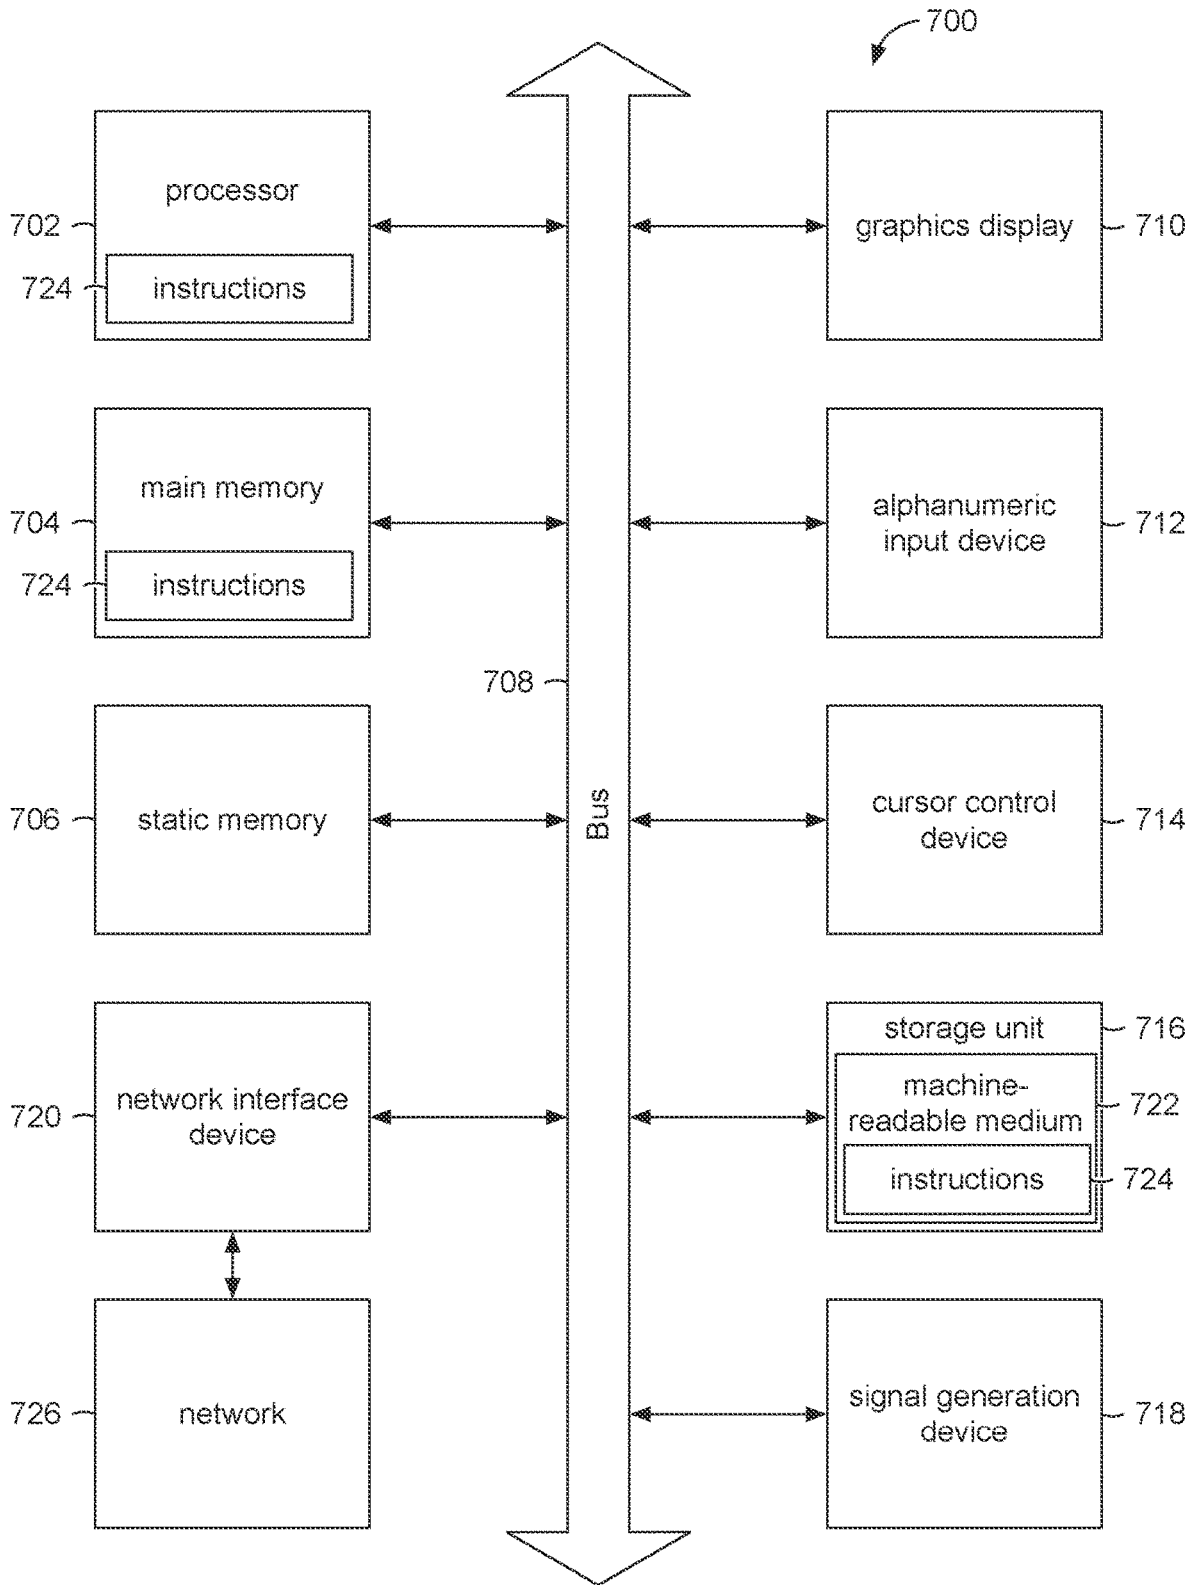 700
processor
702
724
instructions
graphics display
710
main memory
704
724
instructions
alphanumeric
input device
712
708
static memory
706
Bus
cursor control
device
714
network interface
device
720
storage unit
716
machine-
readable medium
722
instructions
724
network
726
signal generation
device
718